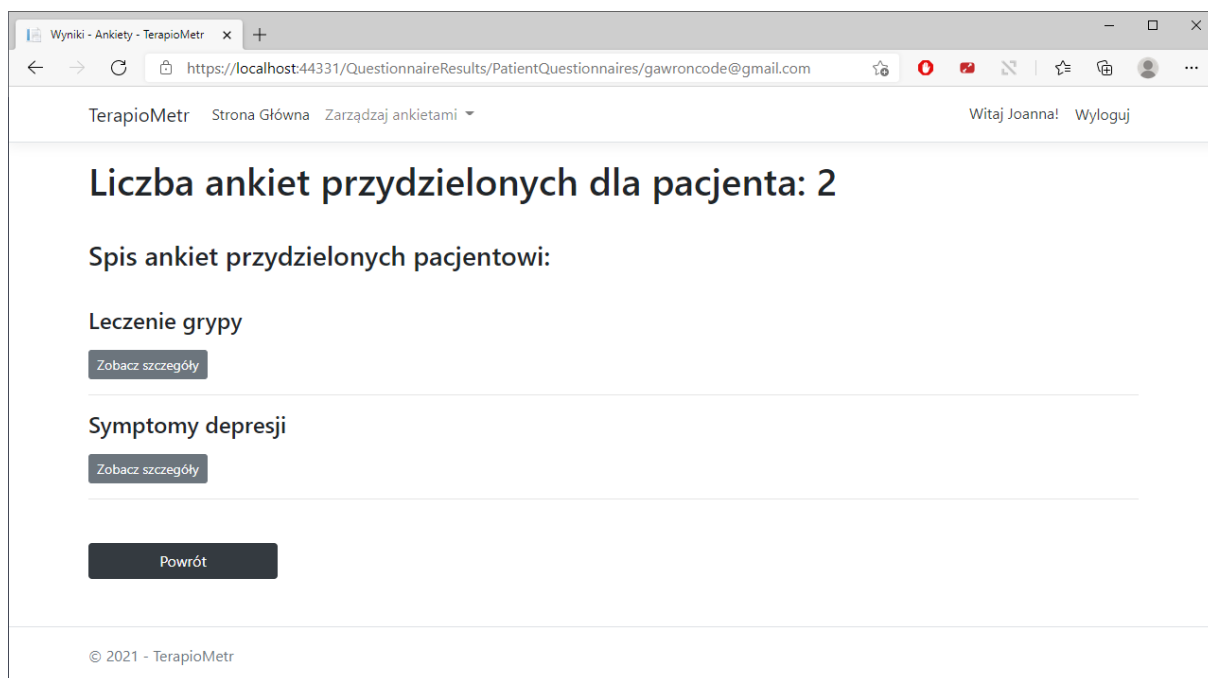 Wyniki - Ankiety - TerapioMetr
https://localhost:44331/QuestionnaireResults/PatientQuestionnaires/gawroncode@gmail.com
TerapioMetr Strona Główna Zarządzaj ankietami Witaj Joanna! Wyloguj
Liczba ankiet przydzielonych dla pacjenta: 2
Spis ankiet przydzielonych pacjentowi:
Leczenie grypy
Zobacz szczegóły
Symptomy depresji
Zobacz szczegóły
Powrót
© 2021 - TerapioMetr